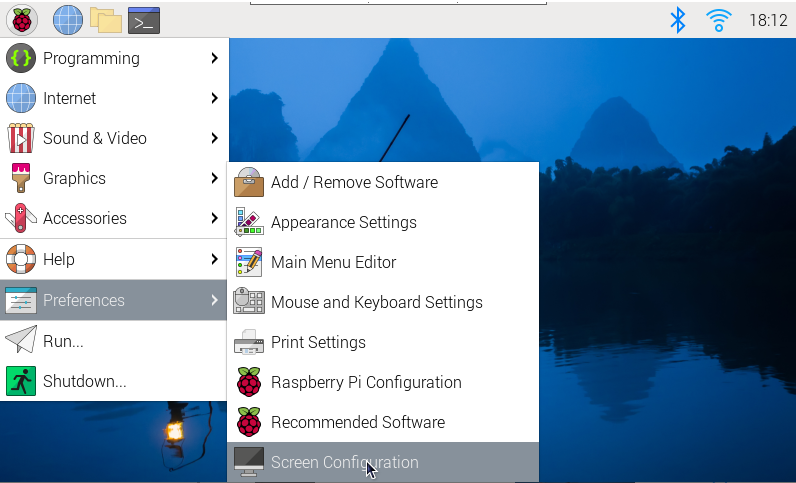 18:12
Programming
Internet
Sound & Video
Graphics
Accessories
Help
Preferences
Run...
Shutdown...
Add / Remove Software
Appearance Settings
Main Menu Editor
Mouse and Keyboard Settings
Print Settings
Raspberry Pi Configuration
Recommended Software
Screen Configuration